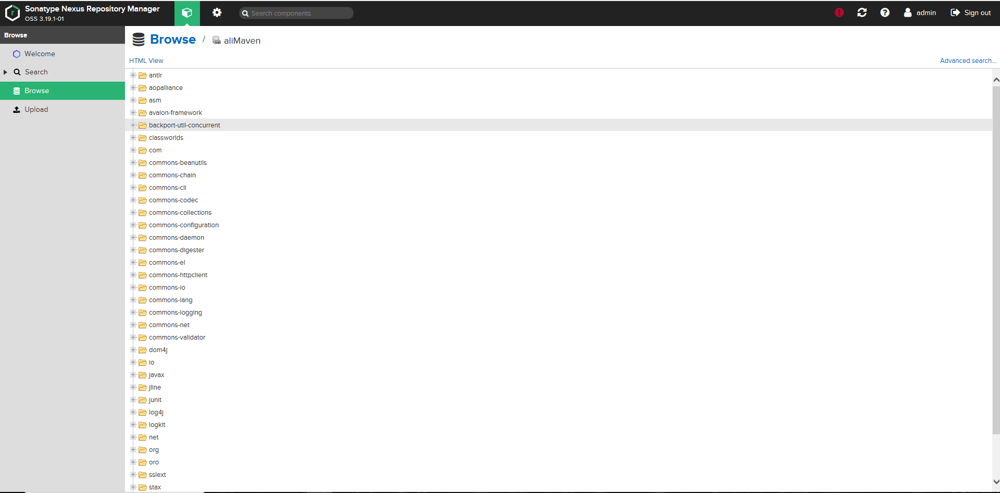 Sonatype Nexus Repository Manager
OSS 3.19.1-01
Search components
admin
Sign out
Browse
Welcome
Search
Browse
Upload
Browse / aliMaven
HTML View
Advanced search...
antlr
aopalliance
asm
avalon-framework
backport-util-concurrent
classworlds
com
commons-beanutils
commons-chain
commons-cli
commons-codec
commons-collections
commons-configuration
commons-daemon
commons-digester
commons-el
commons-httpclient
commons-io
commons-lang
commons-logging
commons-net
commons-validator
dom4j
io
javax
jline
junit
log4j
logkit
net
org
oro
sslext
stax